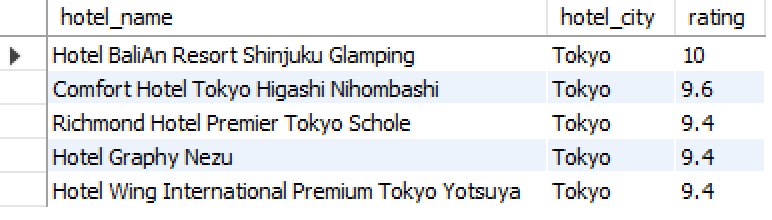 hotel_name hotel_city rating
Hotel BaliAn Resort Shinjuku Glamping Tokyo 10
Comfort Hotel Tokyo Higashi Nihombashi Tokyo 9.6
Richmond Hotel Premier Tokyo Schole Tokyo 9.4
Hotel Graphy Nezu Tokyo 9.4
Hotel Wing International Premium Tokyo Yotsuya Tokyo 9.4